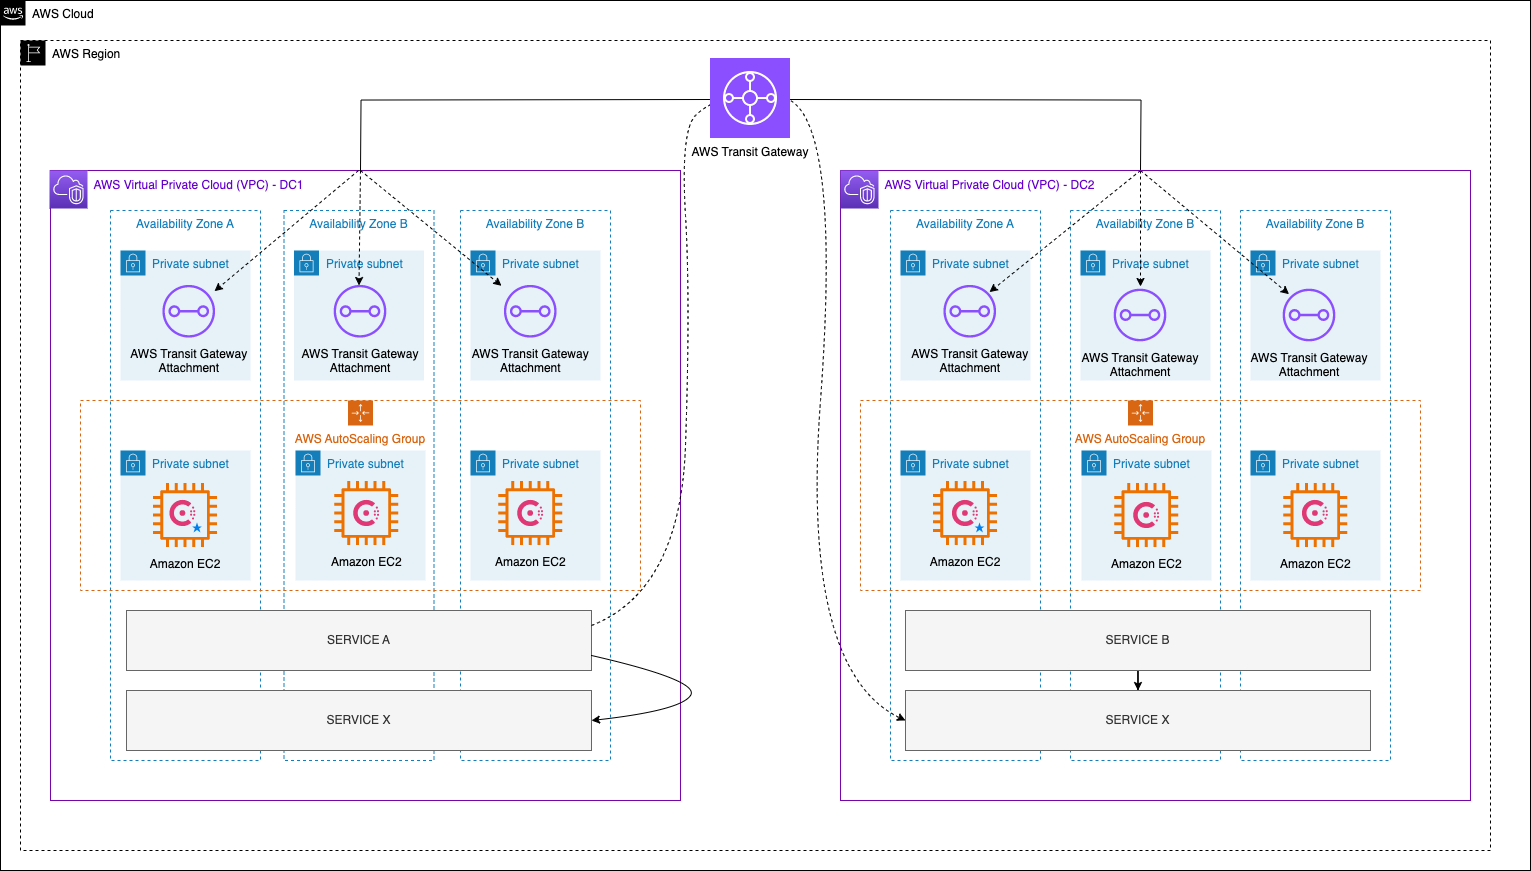 aws
AWS Cloud
AWS Region
AWS Transit Gateway
AWS Virtual Private Cloud (VPC) - DC1
Availability Zone A
Availability Zone B
Availability Zone B
Private subnet
Private subnet
Private subnet
AWS Transit Gateway
Attachment
AWS Transit Gateway
Attachment
AWS Transit Gateway
Attachment
AWS AutoScaling Group
Private subnet
Private subnet
Private subnet
Amazon EC2
Amazon EC2
Amazon EC2
SERVICE A
SERVICE X
AWS Virtual Private Cloud (VPC) - DC2
Availability Zone A
Availability Zone B
Availability Zone B
Private subnet
Private subnet
Private subnet
AWS Transit Gateway
Attachment
AWS Transit Gateway
Attachment
AWS Transit Gateway
Attachment
AWS AutoScaling Group
Private subnet
Private subnet
Private subnet
Amazon EC2
Amazon EC2
Amazon EC2
SERVICE B
SERVICE X